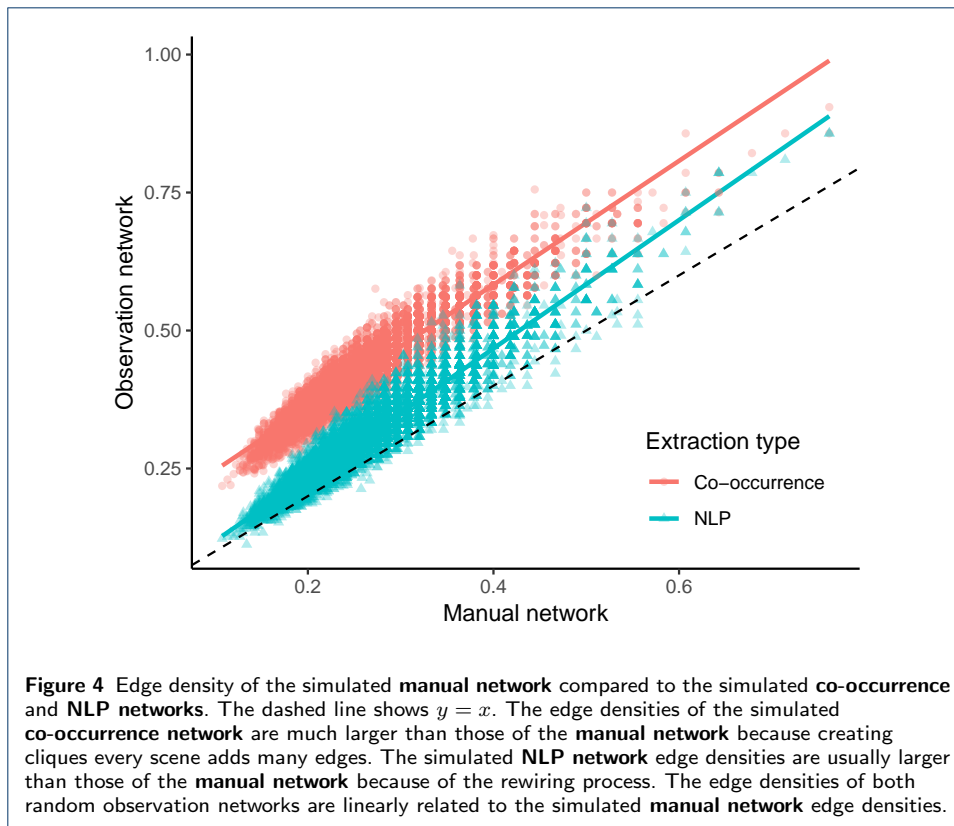 1.00
0.75
0.50
0.25
Observation network
Extraction type
Co−occurrence
NLP
0.2 0.4 0.6
Manual network
Figure 4 Edge density of the simulated manual network compared to the simulated co-occurrence
and NLP networks. The dashed line shows y = x. The edge densities of the simulated
co-occurrence network are much larger than those of the manual network because creating
cliques every scene adds many edges. The simulated NLP network edge densities are usually larger
than those of the manual network because of the rewiring process. The edge densities of both
random observation networks are linearly related to the simulated manual network edge densities.